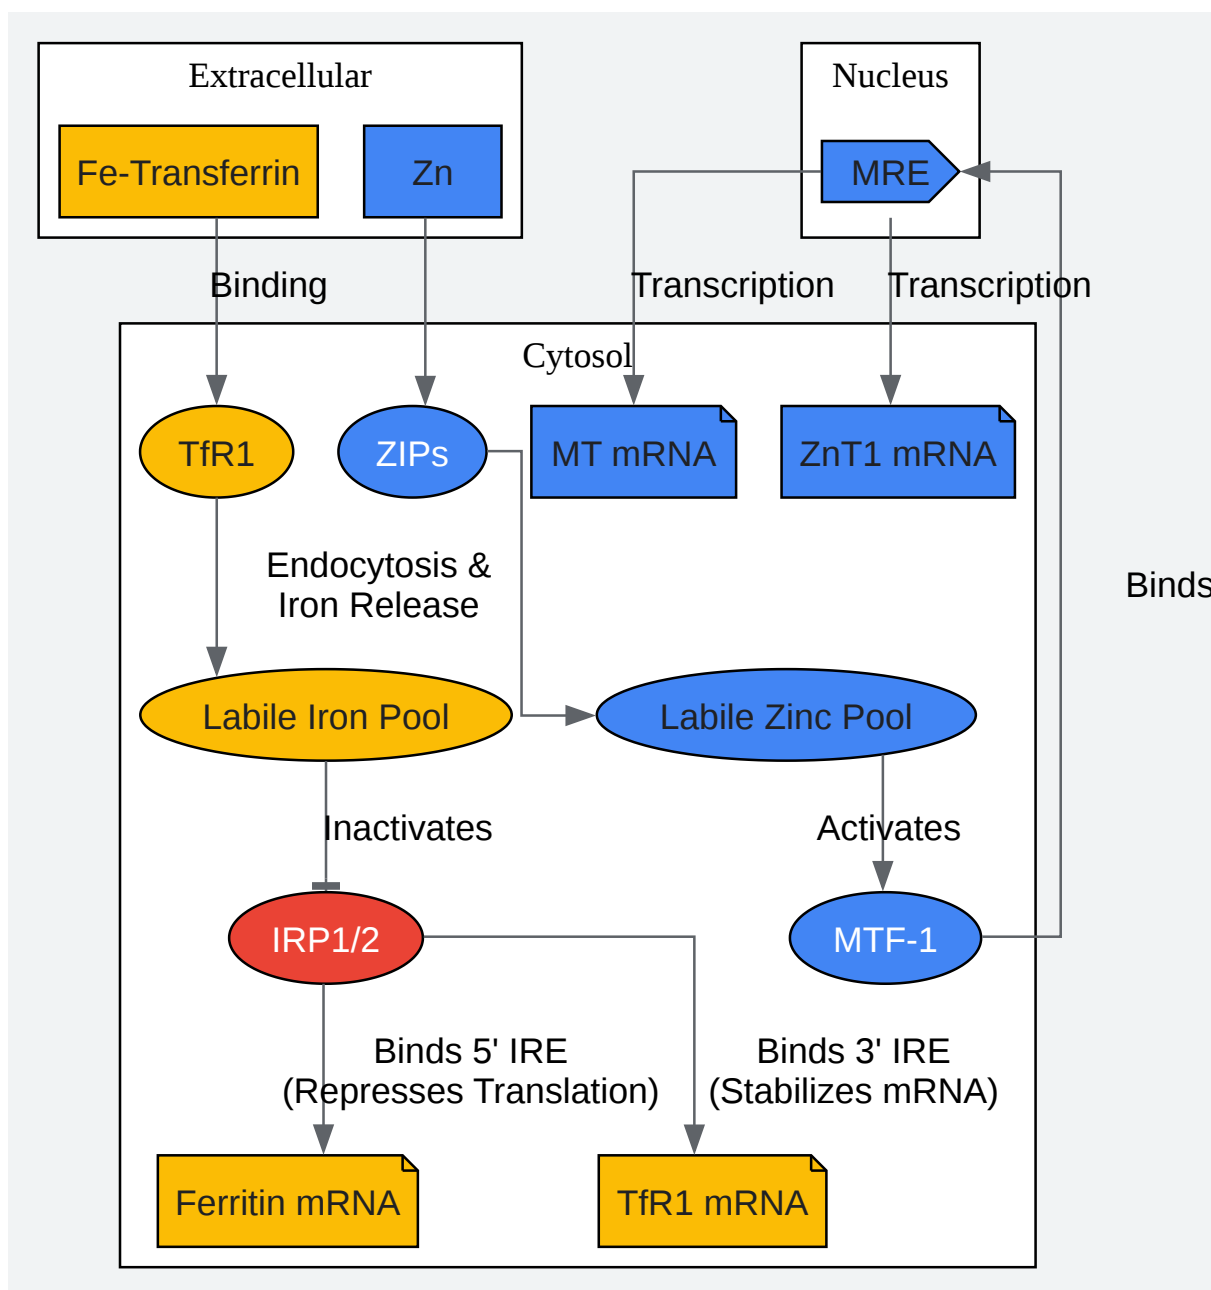 Extracellular
Nucleus
Fe-Transferrin
Zn
MRE
Binding
Transcription
Transcription
Cytosol
TfR1
ZIPs
MT mRNA
ZnT1 mRNA
Endocytosis &
Iron Release
Binds
Labile Iron Pool
Labile Zinc Pool
Inactivates
Activates
IRP1/2
MTF-1
Binds 5' IRE
(Represses Translation)
Binds 3' IRE
(Stabilizes mRNA)
Ferritin mRNA
TfR1 mRNA